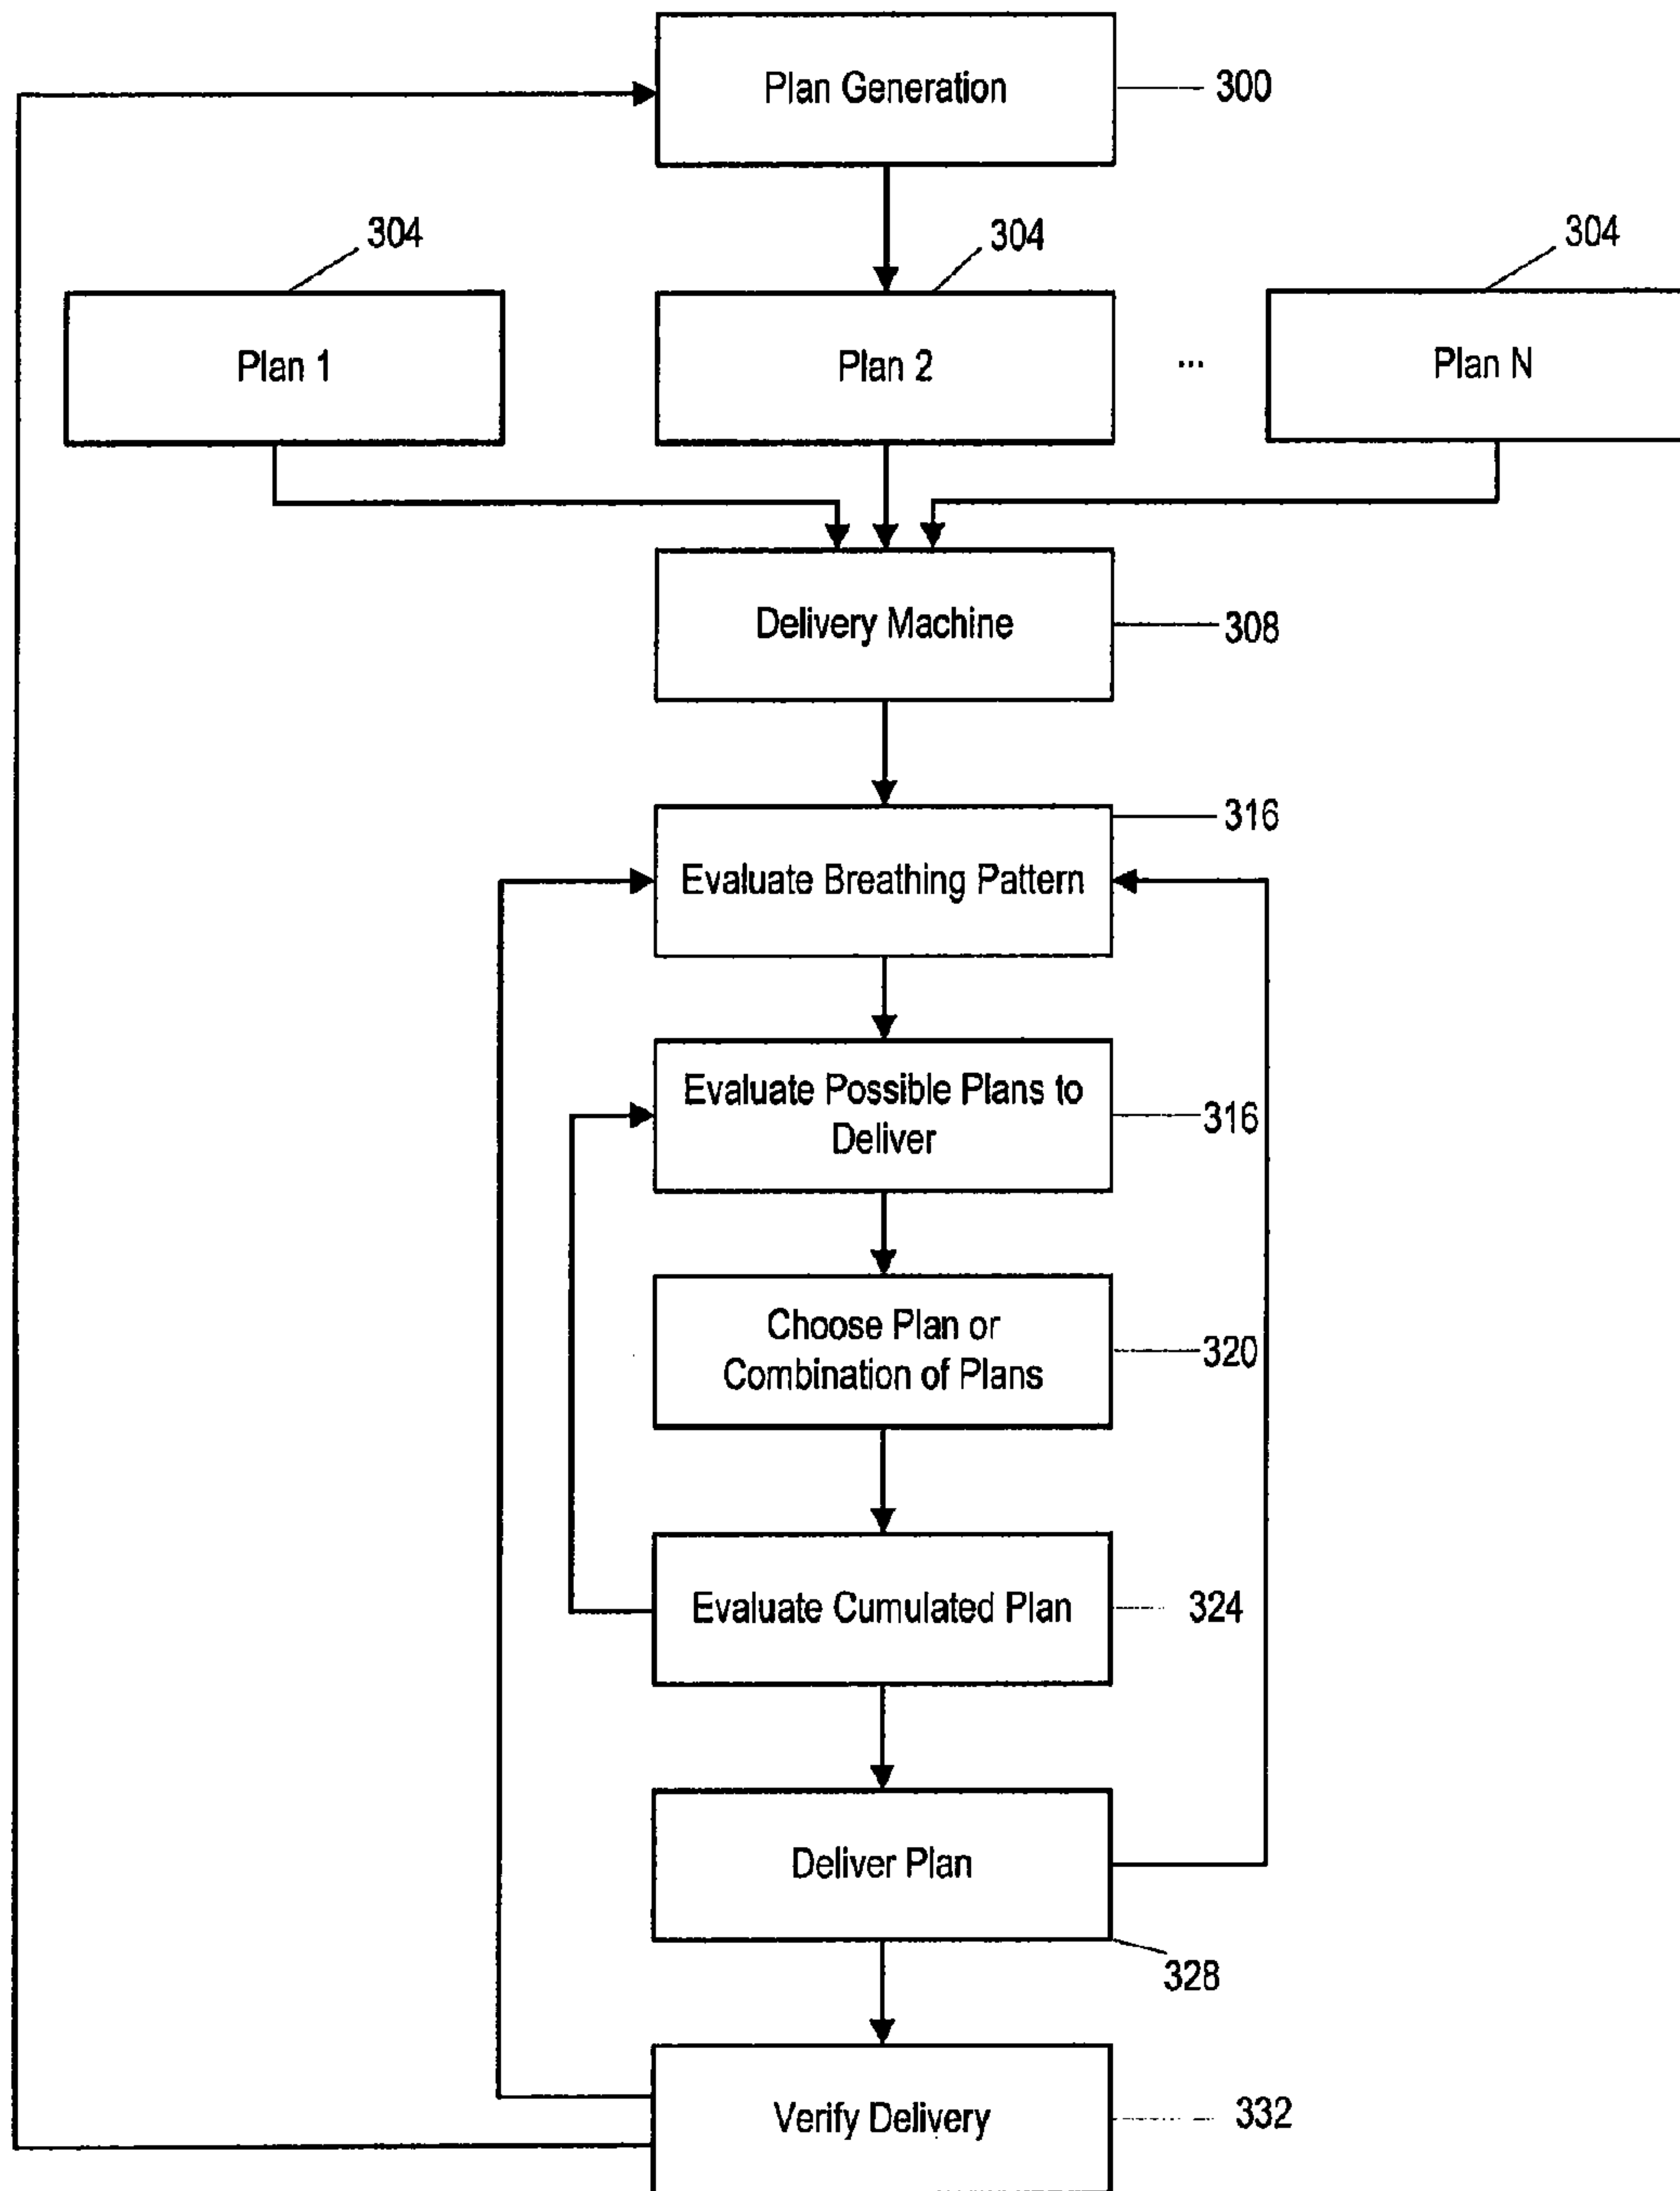 Plan Generation
300
304
304
304
Plan 1
Plan 2
...
Plan N
Delivery Machine
308
316
Evaluate Breathing Pattern
Evaluate Possible Plans to
Deliver
316
Choose Plan or
Combination of Plans
320
Evaluate Cumulated Plan
324
Deliver Plan
328
Verify Delivery
332